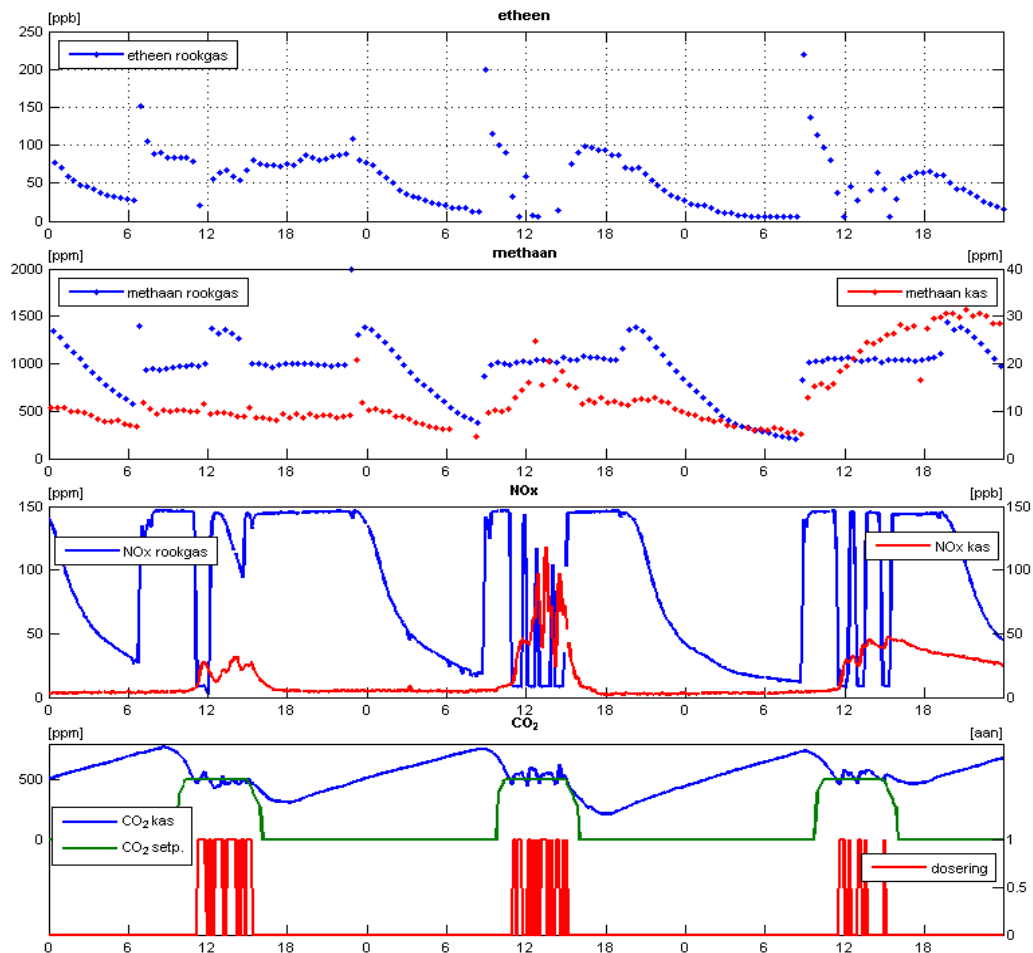 etheen
[ppb]
250
200
150
100
50
0
etheen rookgas
0 6 12 18 0 6 12 18 0 6 12 18
methaan
[ppm] [ppm]
2000 40
1500 30
1000 20
500 10
0 0
methaan rookgas
methaan kas
0 6 12 18 0 6 12 18 0 6 12 18
NOx
[ppm] [ppb]
150 150
100 100
50 50
0 0
NOx rookgas
NOx kas
0 6 12 18 0 6 12 18 0 6 12 18
CO2
[ppm] [aan]
500
0 1
0.5
0
CO2 kas
CO2 setp.
dosering
0 6 12 18 0 6 12 18 0 6 12 18